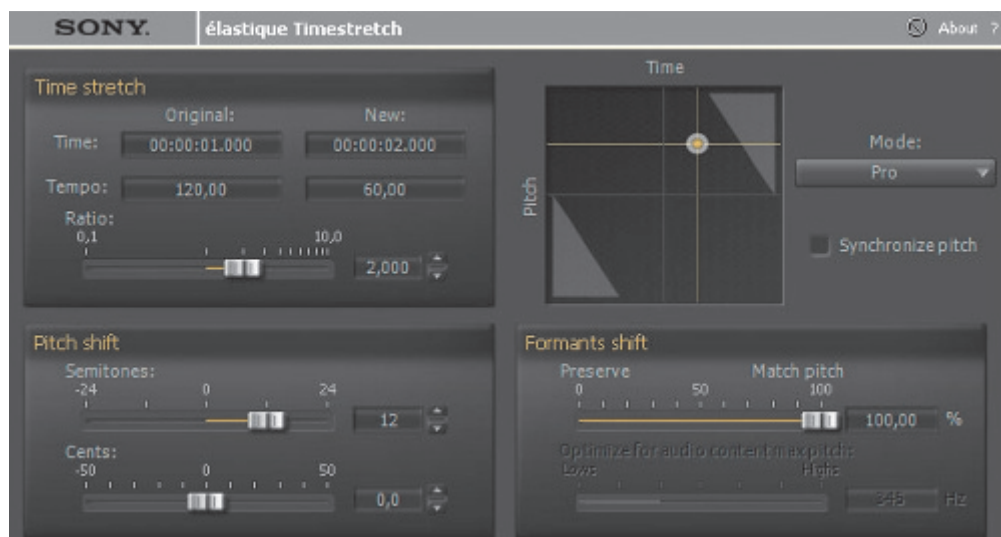 SONY. élastique Timestretch About ?
Time stretch
Original: New:
Time: 00:00:01.000 00:00:02.000
Tempo: 120,00 60,00
Ratio:
0,1 10,0
2,000
Time
Pitch
Mode:
Pro
Synchronize pitch
Pitch shift
Semitones:
-24 0 24
12
Cents:
-50 0 50
0,0
Formants shift
Preserve Match pitch
0 50 100
100,00 %
Optimize for audio content max pitch:
Low: High:
345 Hz